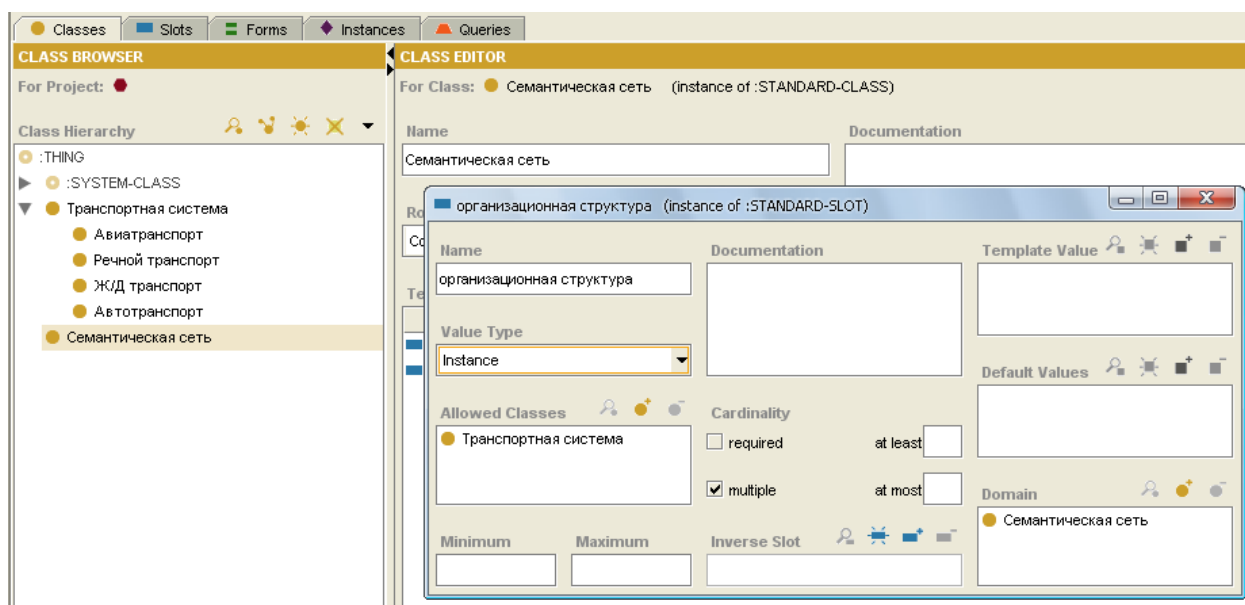 Classes Slots Forms Instances Queries
CLASS BROWSER
For Project:
Class Hierarchy
:THING
:SYSTEM-CLASS
Транспортная система
Авиатранспорт
Речной транспорт
Ж/Д транспорт
Автотранспорт
Семантическая сеть
CLASS EDITOR
For Class: Семантическая сеть (instance of :STANDARD-CLASS)
Name Documentation
Семантическая сеть
Ro
Co
Te
организационная структура (instance of :STANDARD-SLOT)
Name Documentation Template Value
организационная структура
Value Type
Instance
Default Values
Allowed Classes Cardinality
Транспортная система
required at least
multiple at most
Domain
Семантическая сеть
Minimum Maximum Inverse Slot